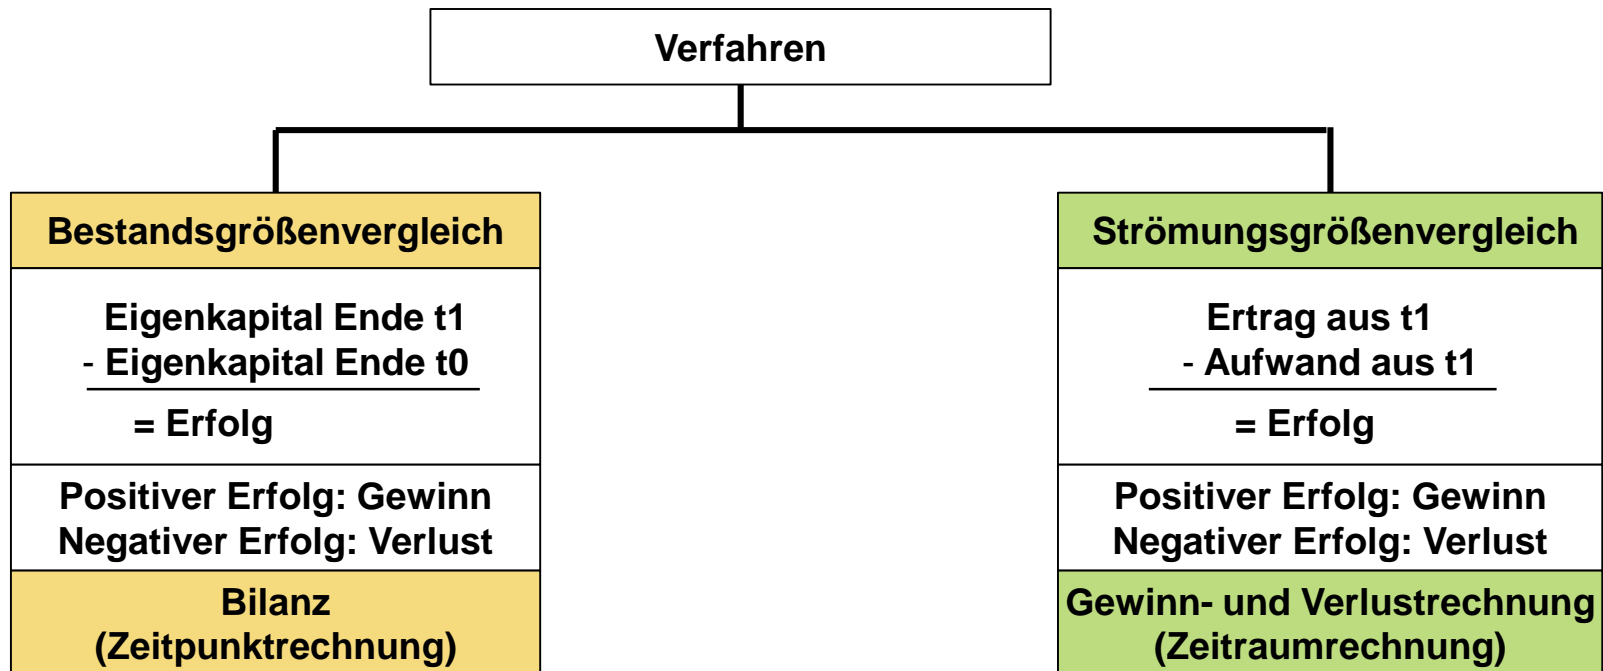 Verfahren
Bestandsgrößenvergleich
Eigenkapital Ende t1
- Eigenkapital Ende t0
= Erfolg
Positiver Erfolg: Gewinn
Negativer Erfolg: Verlust
Bilanz
(Zeitpunktrechnung)
Strömungsgrößenvergleich
Ertrag aus t1
- Aufwand aus t1
= Erfolg
Positiver Erfolg: Gewinn
Negativer Erfolg: Verlust
Gewinn- und Verlustrechnung
(Zeitraumrechnung)